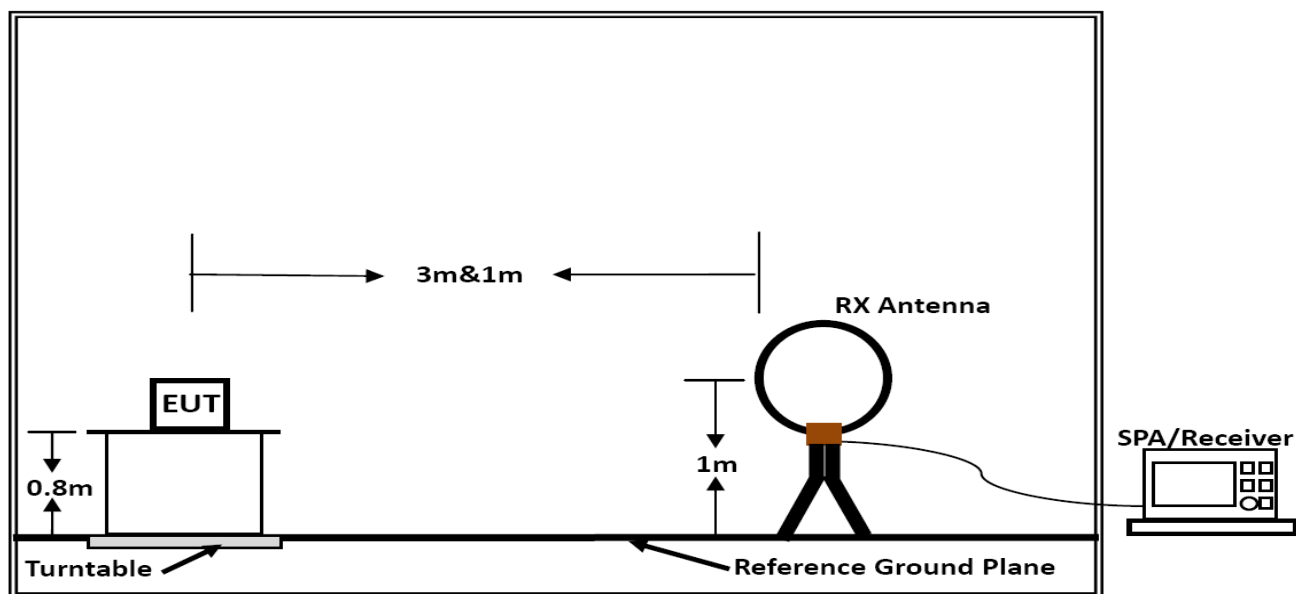 3m&1m
RX Antenna
EUT
SPA/Receiver
1m
0.8m
Turntable
Reference Ground Plane